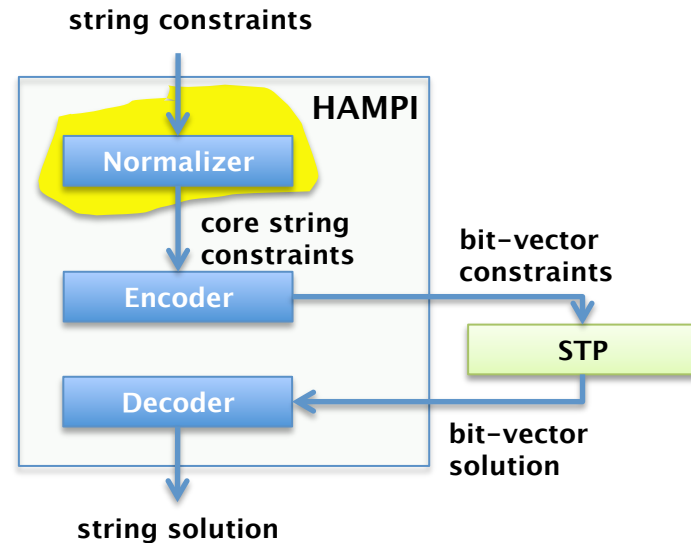 string constraints
HAMPI
Normalizer
core string
constraints
bit-vector
constraints
Encoder
STP
Decoder
bit-vector
solution
string solution